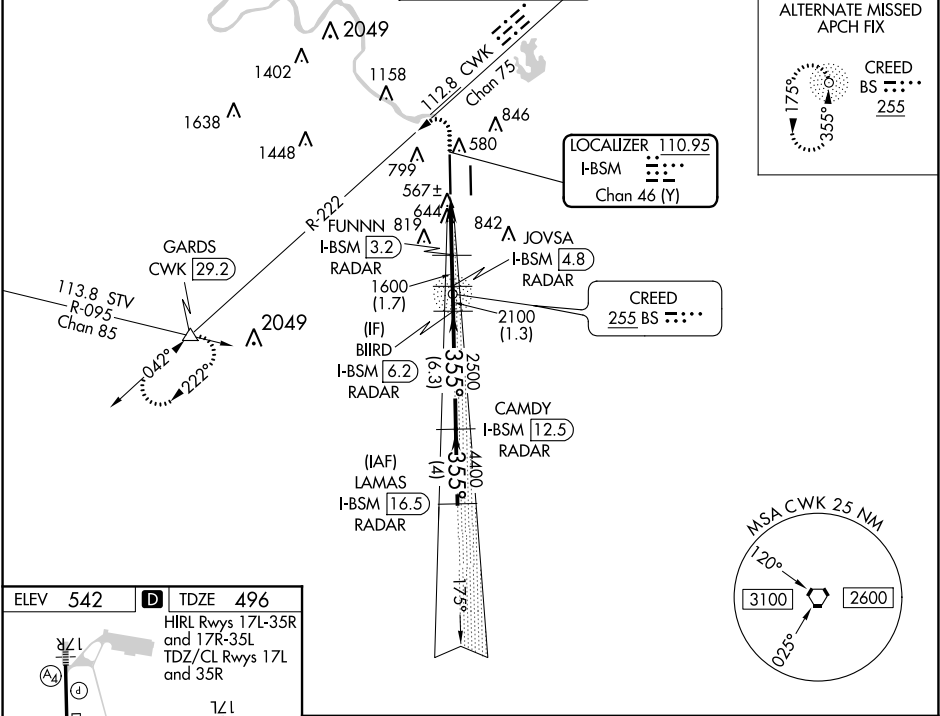 ALTERNATE MISSED
APCH FIX
CREED
BS
255
175°
355°
2049
1402
1158
1638
1448
112.8 CWK
Chan 75
846
580
799
567±
644
819
842
LOCALIZER 110.95
I-BSM
Chan 46 (Y)
R-222
FUNNN
I-BSM 3.2
RADAR
JOVSA
I-BSM 4.8
RADAR
GARDS
CWK 29.2
113.8 STV
R-095
Chan 85
2049
042°
222°
1600
(1.7)
2100
(1.3)
CREED
255 BS
(IF)
BIIRD
I-BSM 6.2
RADAR
2500
355°
(6.3)
CAMDY
I-BSM 12.5
RADAR
4400
355°
(4)
(IAF)
LAMAS
I-BSM 16.5
RADAR
175°
MSA CWK 25 NM
120°
3100
2600
025°
ELEV 542
D
TDZE 496
HIRL Rwys 17L-35R
and 17R-35L
TDZ/CL Rwys 17L
and 35R
17R
A4
P
17L